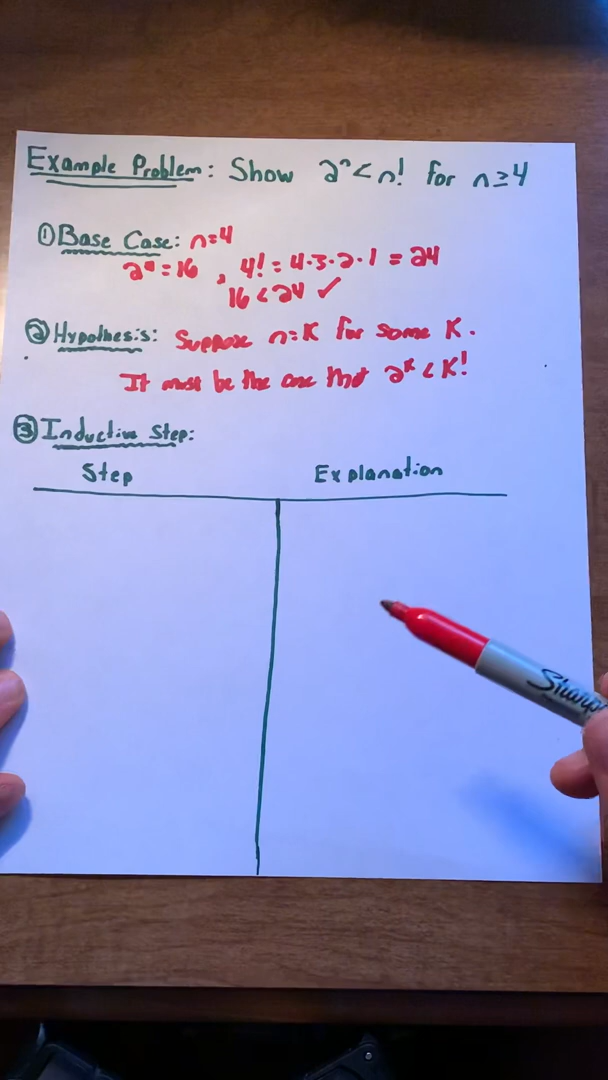 Example Problem: Show 2ⁿ < n! for n ≥ 4
① Base Case: n=4
2⁴ = 16, 4! = 4·3·2·1 = 24
16 < 24 ✓
② Hypothesis: Suppose n=K for some K.
It must be the case that 2ᴷ < K!
③ Inductive Step:
Step Explanation
Sharpie